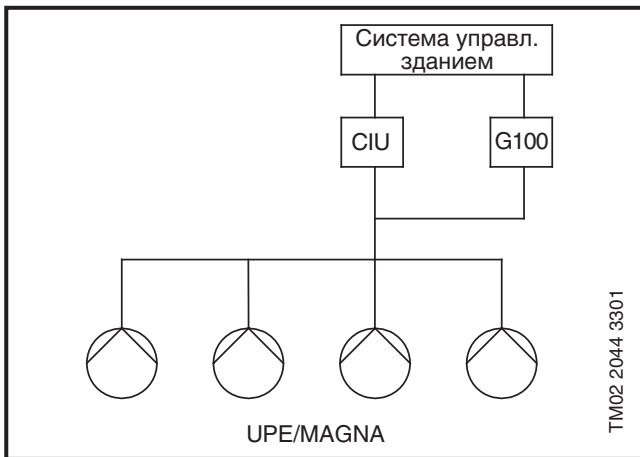 Система управл.
зданием
CIU
G100
UPE/MAGNA
TM02 2044 3301